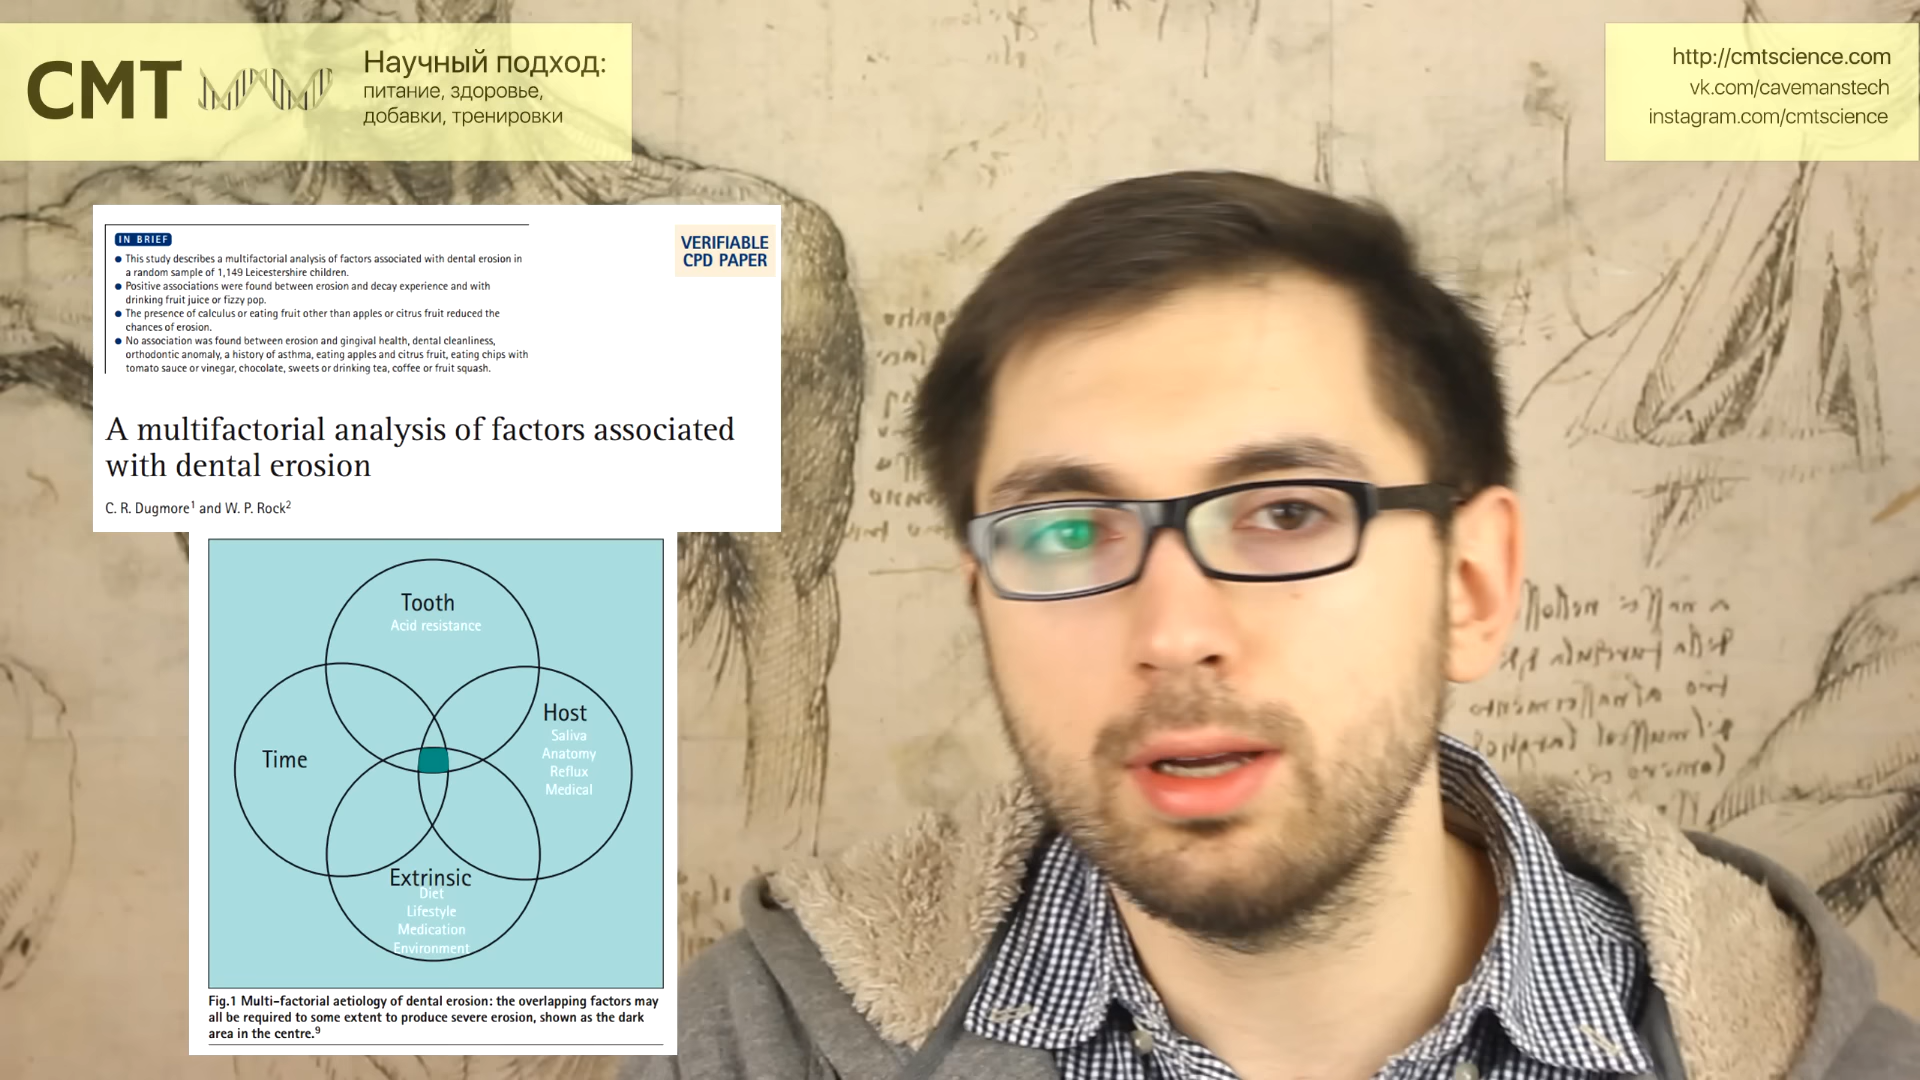 CMT
Научный подход:
питание, здоровье,
добавки, тренировки
http://cmtscience.com
vk.com/cavemanstech
instagram.com/cmtscience
IN BRIEF
● This study describes a multifactorial analysis of factors associated with dental erosion in
a random sample of 1,149 Leicestershire children.
● Positive associations were found between erosion and decay experience and with
drinking fruit juice or fizzy pop.
● The presence of calculus or eating fruit other than apples or citrus fruit reduced the
chances of erosion.
● No association was found between erosion and gingival health, dental cleanliness,
orthodontic anomaly, a history of asthma, eating apples and citrus fruit, eating chips with
tomato sauce or vinegar, chocolate, sweets or drinking tea, coffee or fruit squash.
VERIFIABLE
CPD PAPER
A multifactorial analysis of factors associated
with dental erosion
C. R. Dugmore1 and W. P. Rock2
Tooth
Acid resistance
Host
Saliva
Anatomy
Reflux
Medical
Time
Extrinsic
Diet
Lifestyle
Medication
Environment
Fig.1 Multi-factorial aetiology of dental erosion: the overlapping factors may
all be required to some extent to produce severe erosion, shown as the dark
area in the centre.9